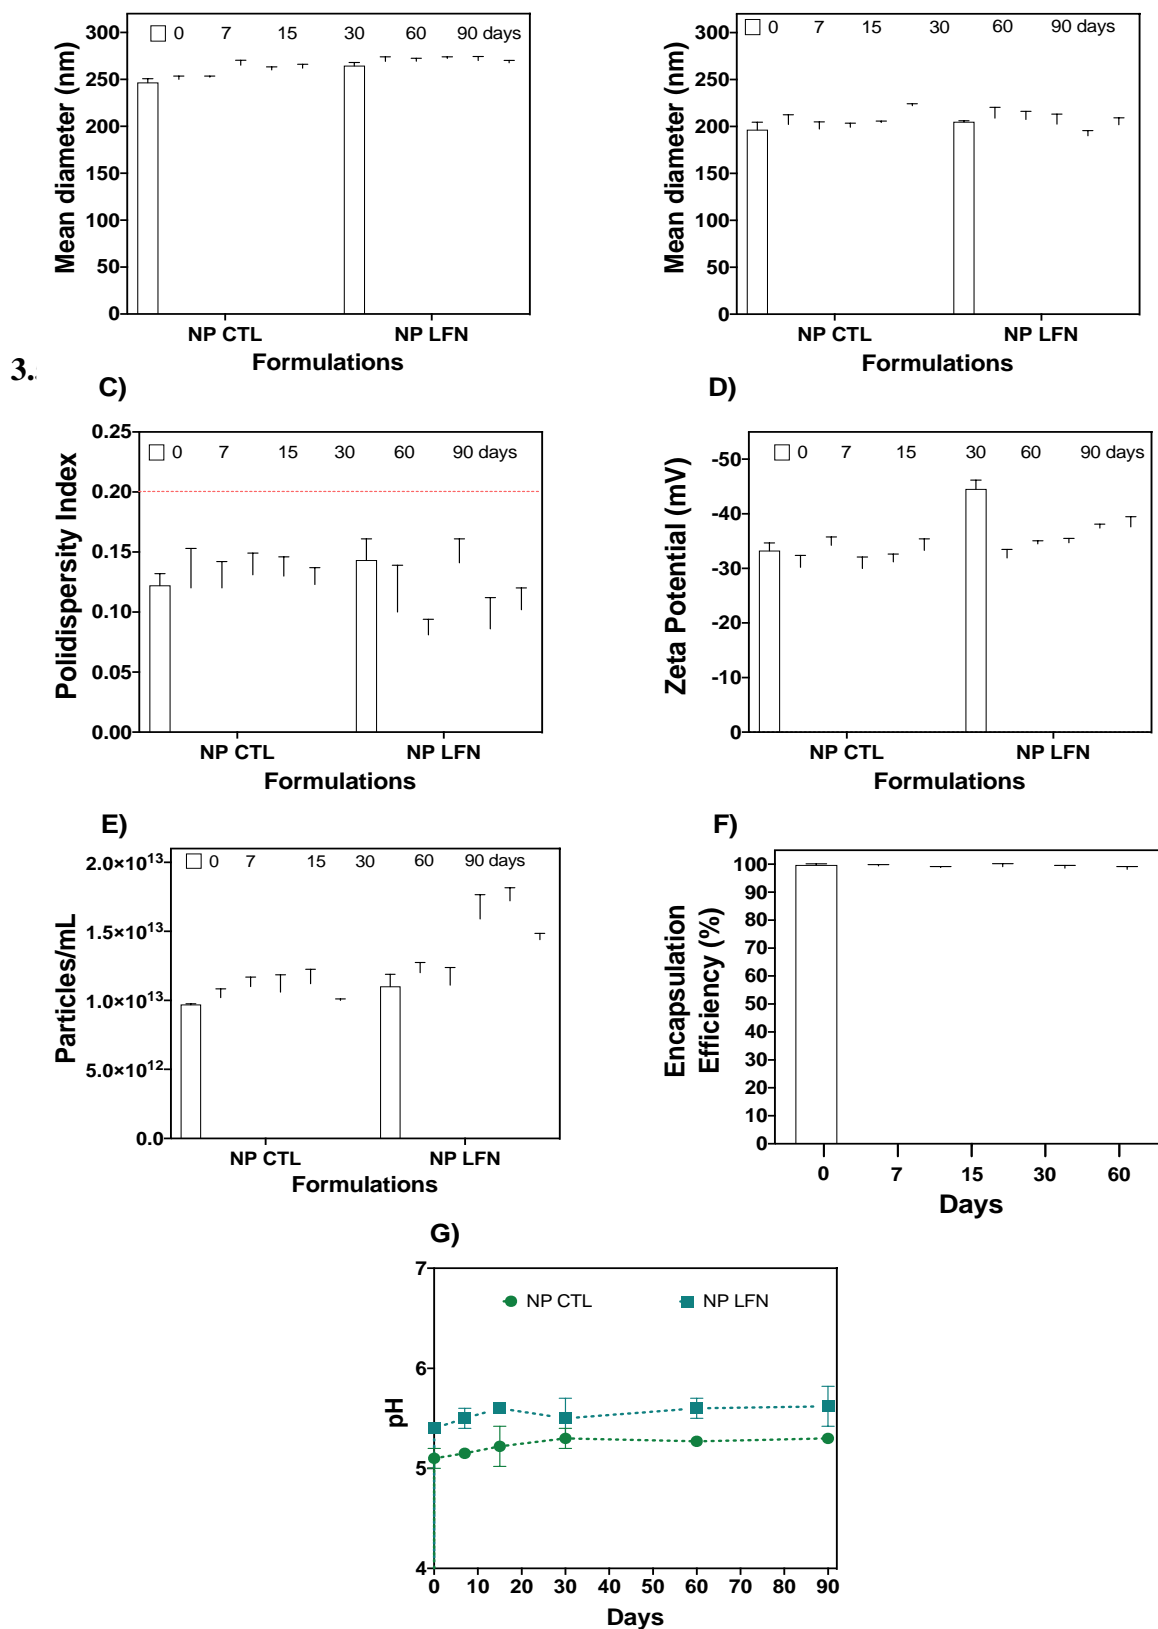 300
250
200
150
100
50
0
Mean diameter (nm)
0 7 15 30 60 90 days
NP CTL NP LFN
Formulations
300
250
200
150
100
50
0
Mean diameter (nm)
0 7 15 30 60 90 days
NP CTL NP LFN
Formulations
3.
C)
0.25
0.20
0.15
0.10
0.05
0.00
Polidispersity Index
0 7 15 30 60 90 days
NP CTL NP LFN
Formulations
D)
-50
-40
-30
-20
-10
0
Zeta Potential (mV)
0 7 15 30 60 90 days
NP CTL NP LFN
Formulations
E)
2.0×10¹³
1.5×10¹³
1.0×10¹³
5.0×10¹²
0.0
Particles/mL
0 7 15 30 60 90 days
NP CTL NP LFN
Formulations
F)
100
90
80
70
60
50
40
30
20
10
0
Encapsulation
Efficiency (%)
0 7 15 30 60
Days
G)
7
6
5
4
pH
NP CTL NP LFN
0 10 20 30 40 50 60 70 80 90
Days